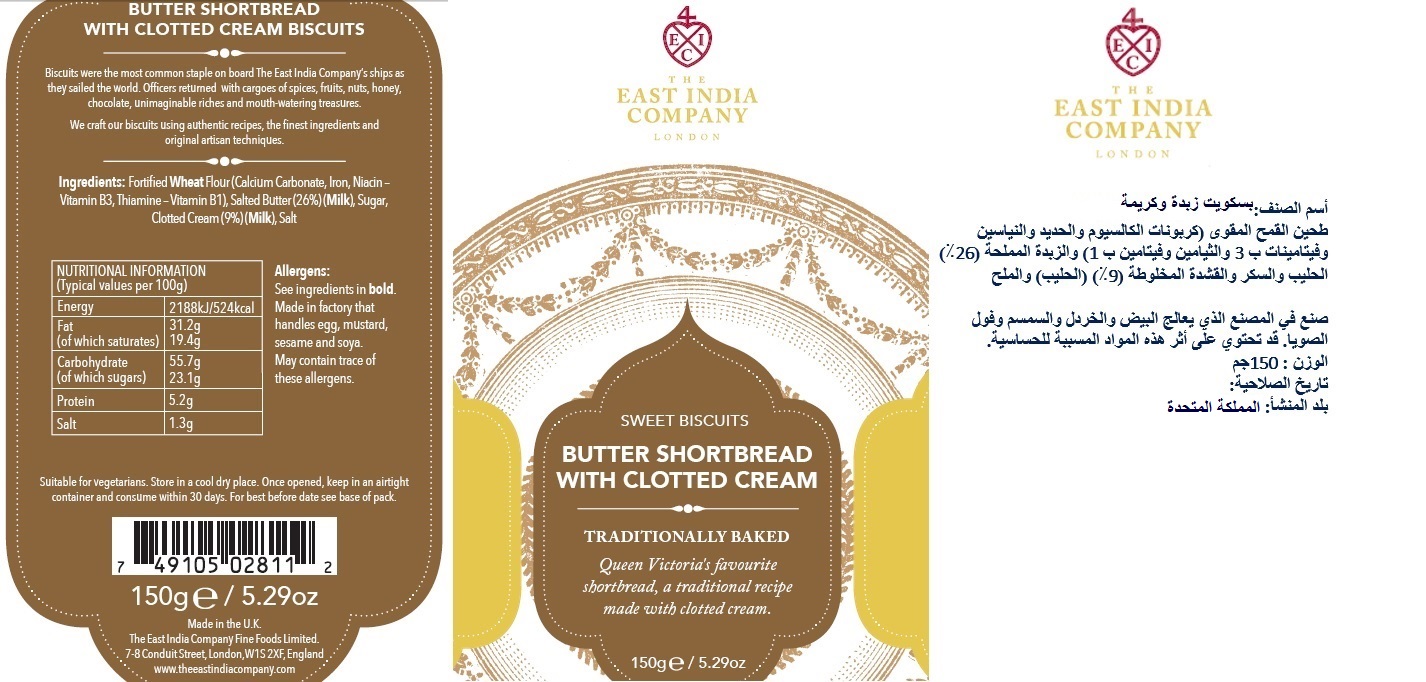 BUTTER SHORTBREAD
WITH CLOTTED CREAM BISCUITS
Biscuits were the most common staple on board The East India Company's ships as
they sailed the world. Officers returned with cargoes of spices, fruits, nuts, honey,
chocolate, unimaginable riches and mouth-watering treasures.
We craft our biscuits using authentic recipes, the finest ingredients and
original artisan techniques.
Ingredients: Fortified Wheat Flour (Calcium Carbonate, Iron, Niacin –
Vitamin B3, Thiamine – Vitamin B1), Salted Butter (26%) (Milk), Sugar,
Clotted Cream (9%) (Milk), Salt
NUTRITIONAL INFORMATION
(Typical values per 100g)
Energy 2188kJ/524kcal
Fat 31.2g
(of which saturates) 19.4g
Carbohydrate 55.7g
(of which sugars) 23.1g
Protein 5.2g
Salt 1.3g
Allergens:
See ingredients in bold.
Made in factory that
handles egg, mustard,
sesame and soya.
May contain trace of
these allergens.
Suitable for vegetarians. Store in a cool dry place. Once opened, keep in an airtight
container and consume within 30 days. For best before date see base of pack.
7 49105 02811 2
150g e / 5.29oz
Made in the U.K.
The East India Company Fine Foods Limited.
7-8 Conduit Street, London, W1S 2XF, England
www.theeastindiacompany.com
4
E I
C
THE
EAST INDIA
COMPANY
LONDON
SWEET BISCUITS
BUTTER SHORTBREAD
WITH CLOTTED CREAM
TRADITIONALLY BAKED
Queen Victoria's favourite
shortbread, a traditional recipe
made with clotted cream.
150g e / 5.29oz
4
E I
C
THE
EAST INDIA
COMPANY
LONDON
أسم الصنف: بسكويت زبدة وكريمة
طحين القمح المقوى (كربونات الكالسيوم والحديد والنياسين
وفيتامينات ب 3 والثيامين وفيتامين ب 1) والزبدة المملحة (26٪)
الحليب والسكر والقشدة المخلوطة (9٪) (الحليب) والملح
صنع في المصنع الذي يعالج البيض والخردل والسمسم وفول
الصويا. قد تحتوي على أثر هذه المواد المسببة للحساسية.
الوزن : 150جم
تاريخ الصلاحية:
بلد المنشأ: المملكة المتحدة